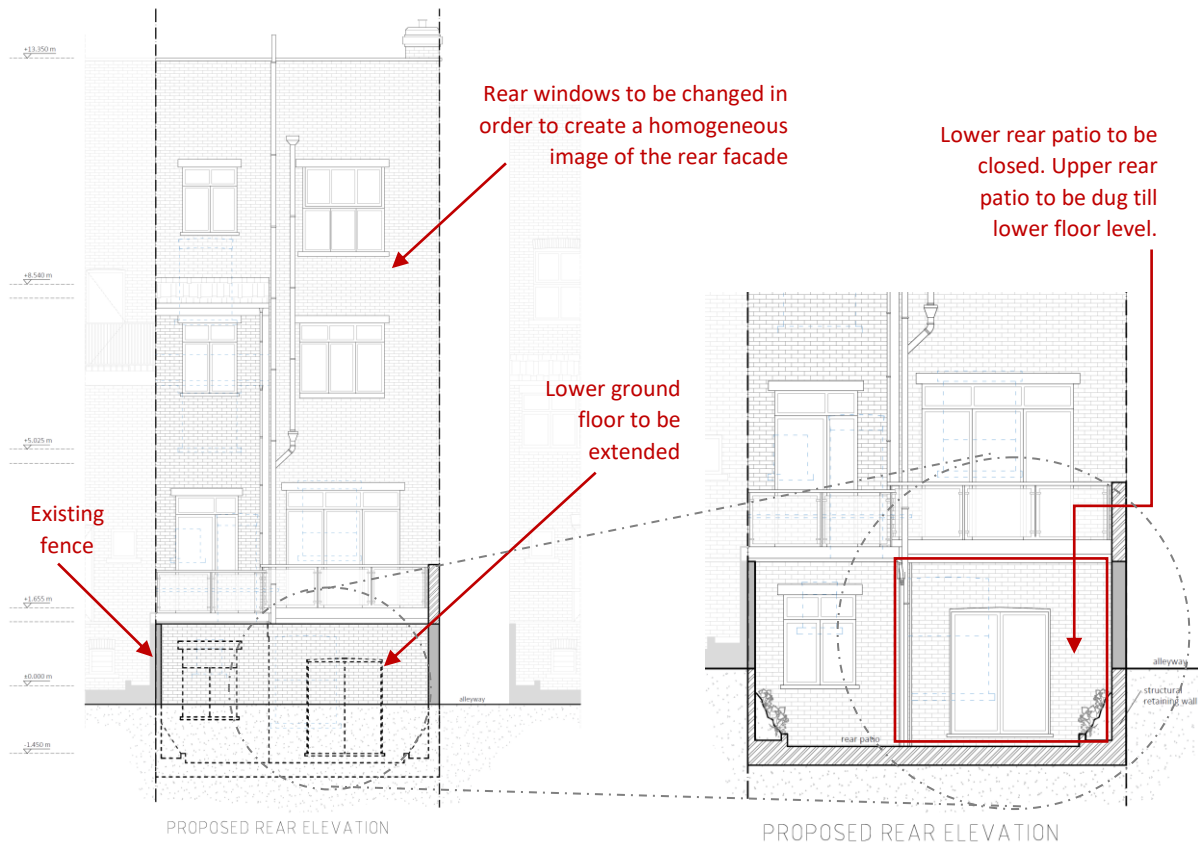 +13,350 m
Rear windows to be changed in
order to create a homogeneous
image of the rear facade
Lower rear patio to be
closed. Upper rear
patio to be dug till
lower floor level.
+8,540 m
Lower ground
floor to be
extended
+5,025 m
Existing
fence
+1,655 m
±0,000 m
alleyway
-1,450 m
alleyway
structural
retaining wall
rear patio
PROPOSED REAR ELEVATION
PROPOSED REAR ELEVATION